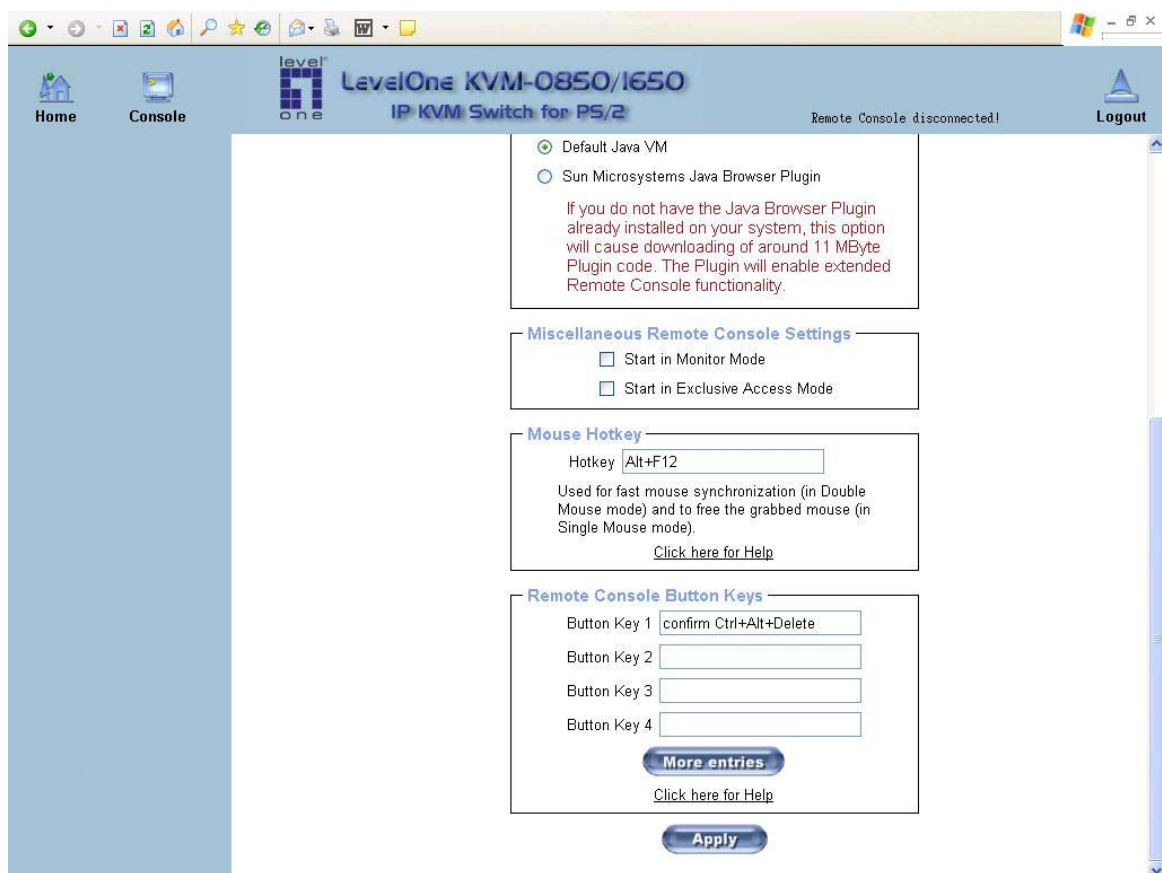 level
one
LevelOne KVM-0850/1650
IP KVM Switch for PS/2
Home
Console
Remote Console disconnected!
Logout
Default Java VM
Sun Microsystems Java Browser Plugin
If you do not have the Java Browser Plugin
already installed on your system, this option
will cause downloading of around 11 MByte
Plugin code. The Plugin will enable extended
Remote Console functionality.
Miscellaneous Remote Console Settings
Start in Monitor Mode
Start in Exclusive Access Mode
Mouse Hotkey
Hotkey Alt+F12
Used for fast mouse synchronization (in Double
Mouse mode) and to free the grabbed mouse (in
Single Mouse mode).
Click here for Help
Remote Console Button Keys
Button Key 1 confirm Ctrl+Alt+Delete
Button Key 2
Button Key 3
Button Key 4
More entries
Click here for Help
Apply